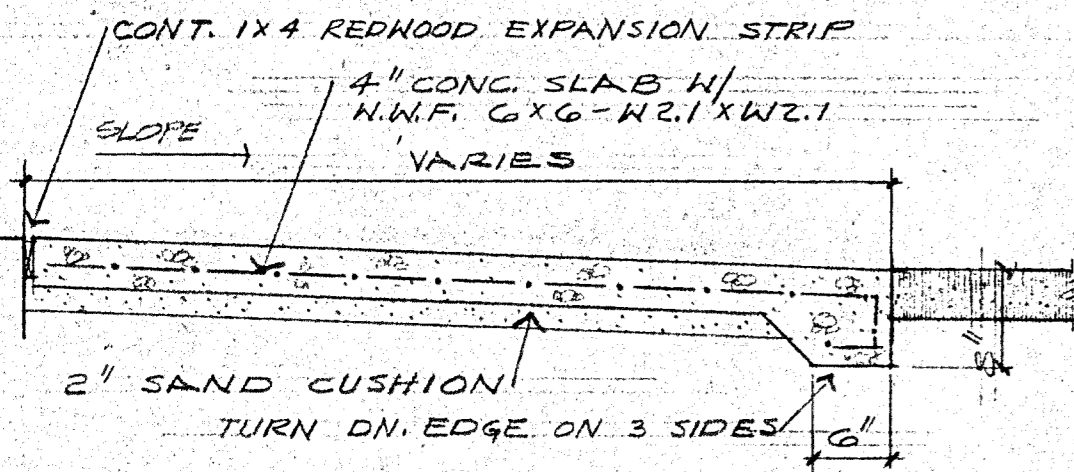 CONT. 1X4 REDWOOD EXPANSION STRIP
4" CONC. SLAB W/
W.W.F. 6X6-W2.1XW2.1
SLOPE
VARIES
8"
2" SAND CUSHION
TURN DN. EDGE ON 3 SIDES
6"